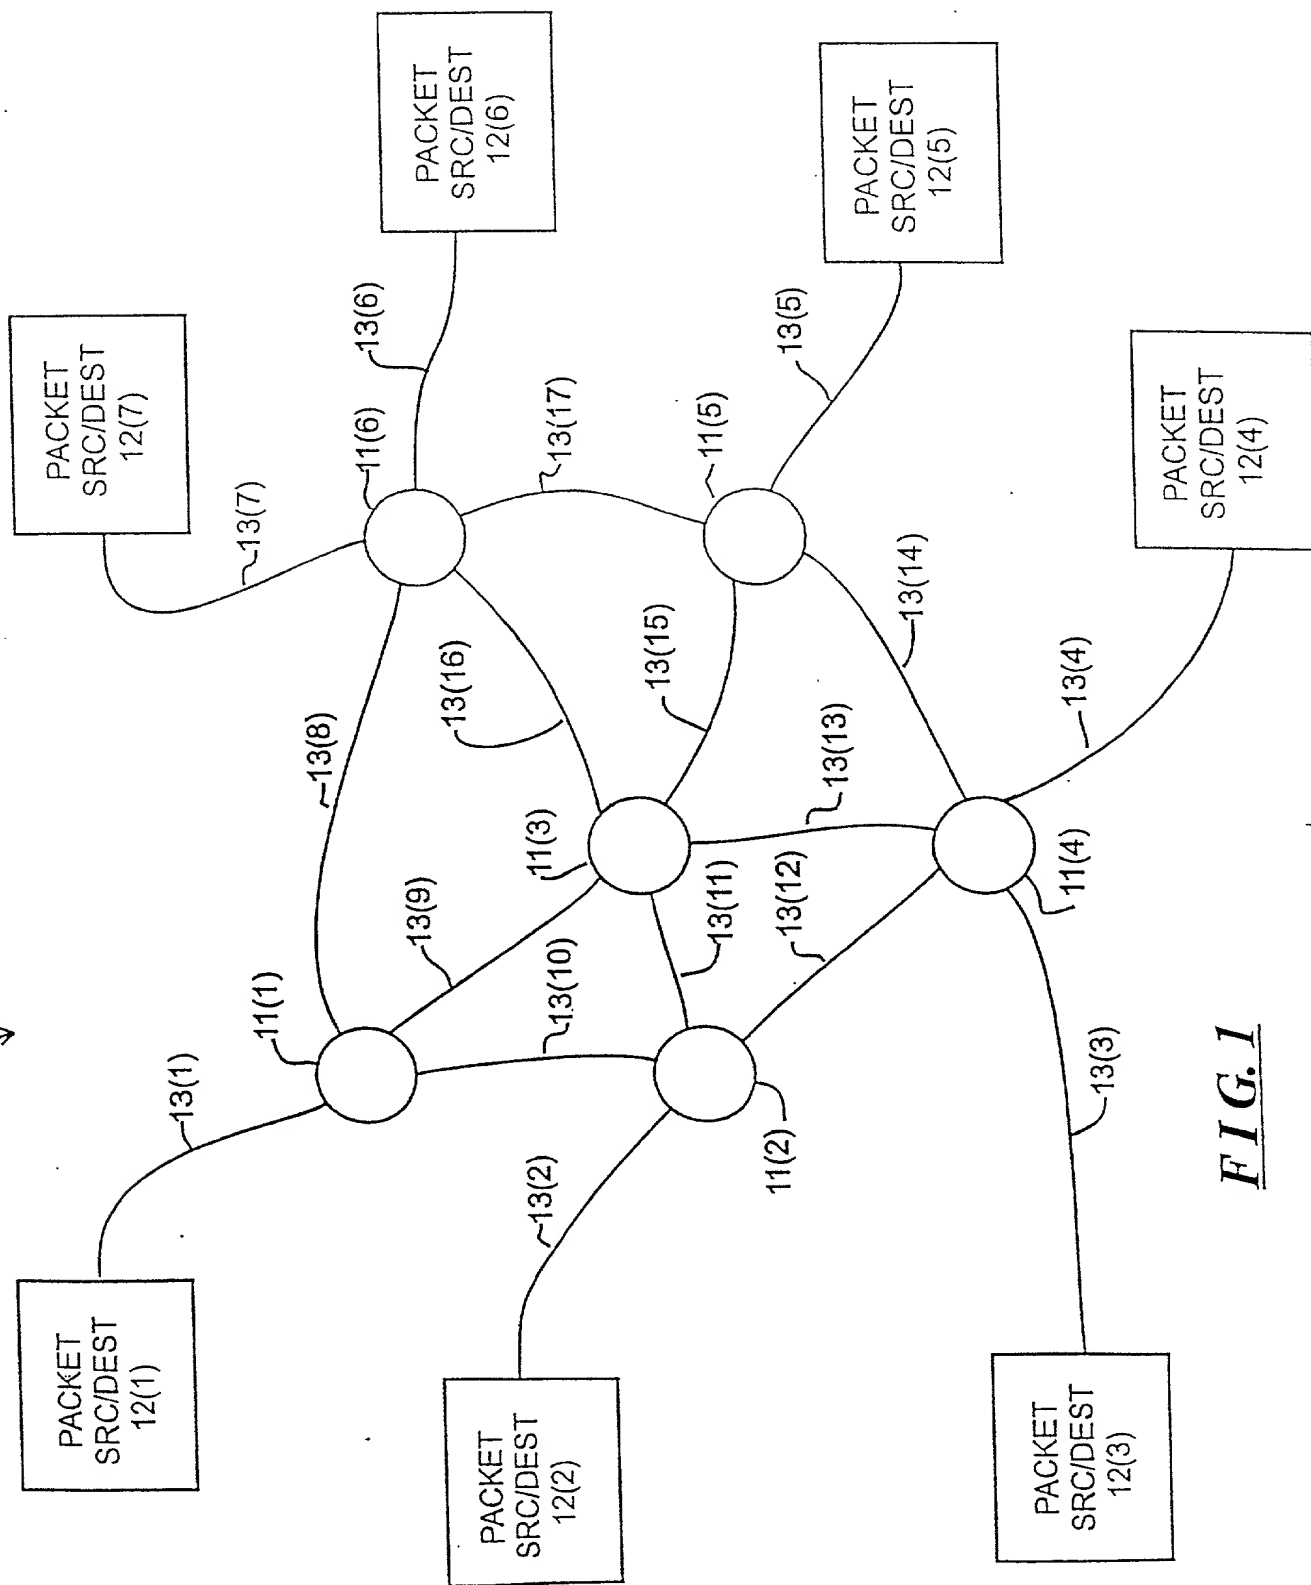 PACKET
SRC/DEST
12(1)
13(1)
11(1)
13(8)
13(7)
PACKET
SRC/DEST
12(7)
11(6)
13(6)
PACKET
SRC/DEST
12(6)
13(9)
13(16)
13(17)
13(10)
11(3)
13(15)
11(5)
13(5)
PACKET
SRC/DEST
12(5)
PACKET
SRC/DEST
12(2)
13(2)
11(2)
13(11)
13(12)
13(13)
13(14)
PACKET
SRC/DEST
12(3)
13(3)
11(4)
13(4)
PACKET
SRC/DEST
12(4)
FIG. 1